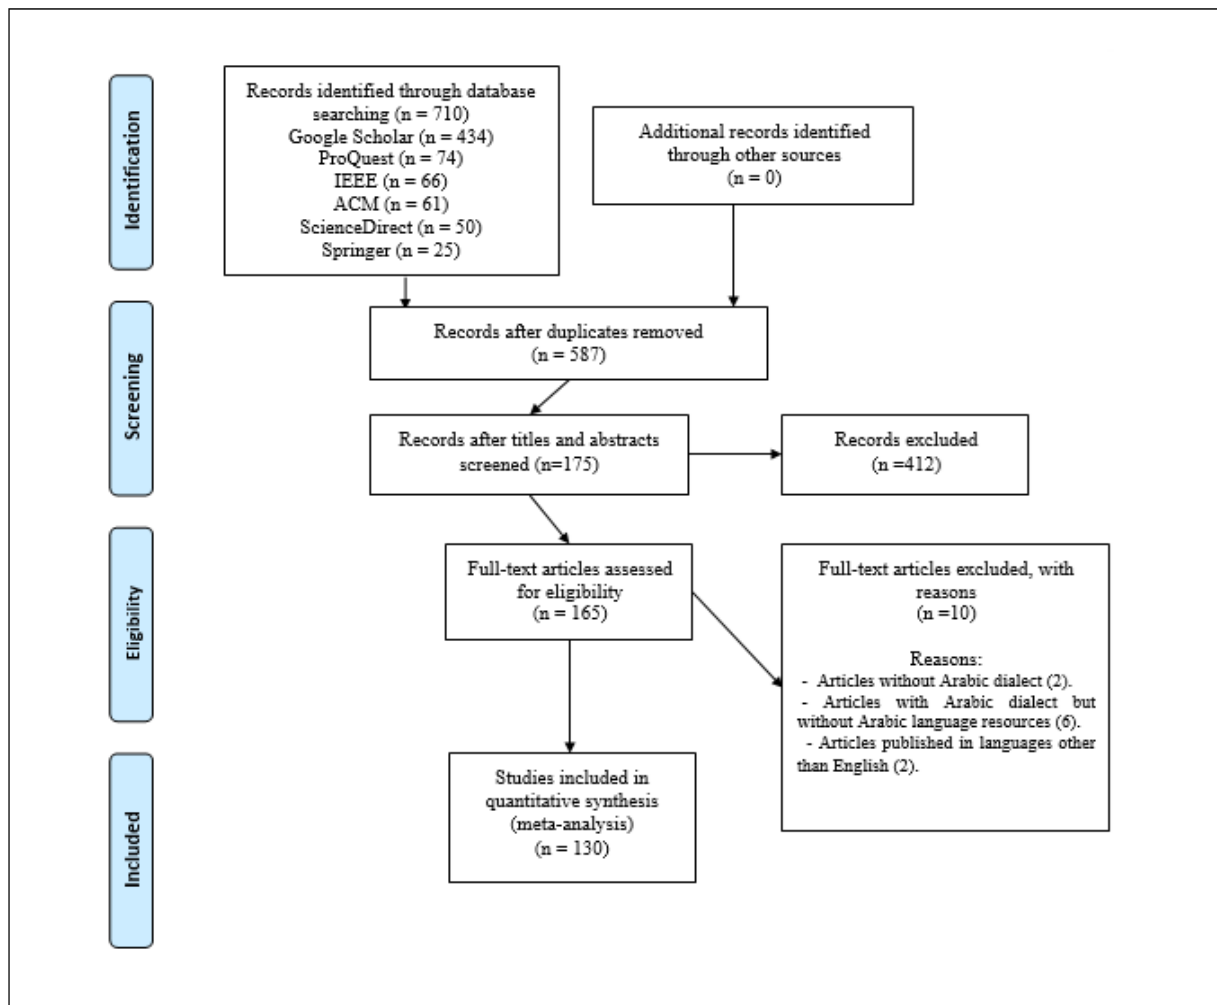 Identification
Records identified through database
searching (n = 710)
Google Scholar (n = 434)
ProQuest (n = 74)
IEEE (n = 66)
ACM (n = 61)
ScienceDirect (n = 50)
Springer (n = 25)
Additional records identified
through other sources
(n = 0)
Screening
Records after duplicates removed
(n = 587)
Records after titles and abstracts
screened (n=175)
Records excluded
(n =412)
Eligibility
Full-text articles assessed
for eligibility
(n = 165)
Full-text articles excluded, with
reasons
(n =10)
Reasons:
- Articles without Arabic dialect (2).
- Articles with Arabic dialect but
without Arabic language resources (6).
- Articles published in languages other
than English (2).
Included
Studies included in
quantitative synthesis
(meta-analysis)
(n = 130)